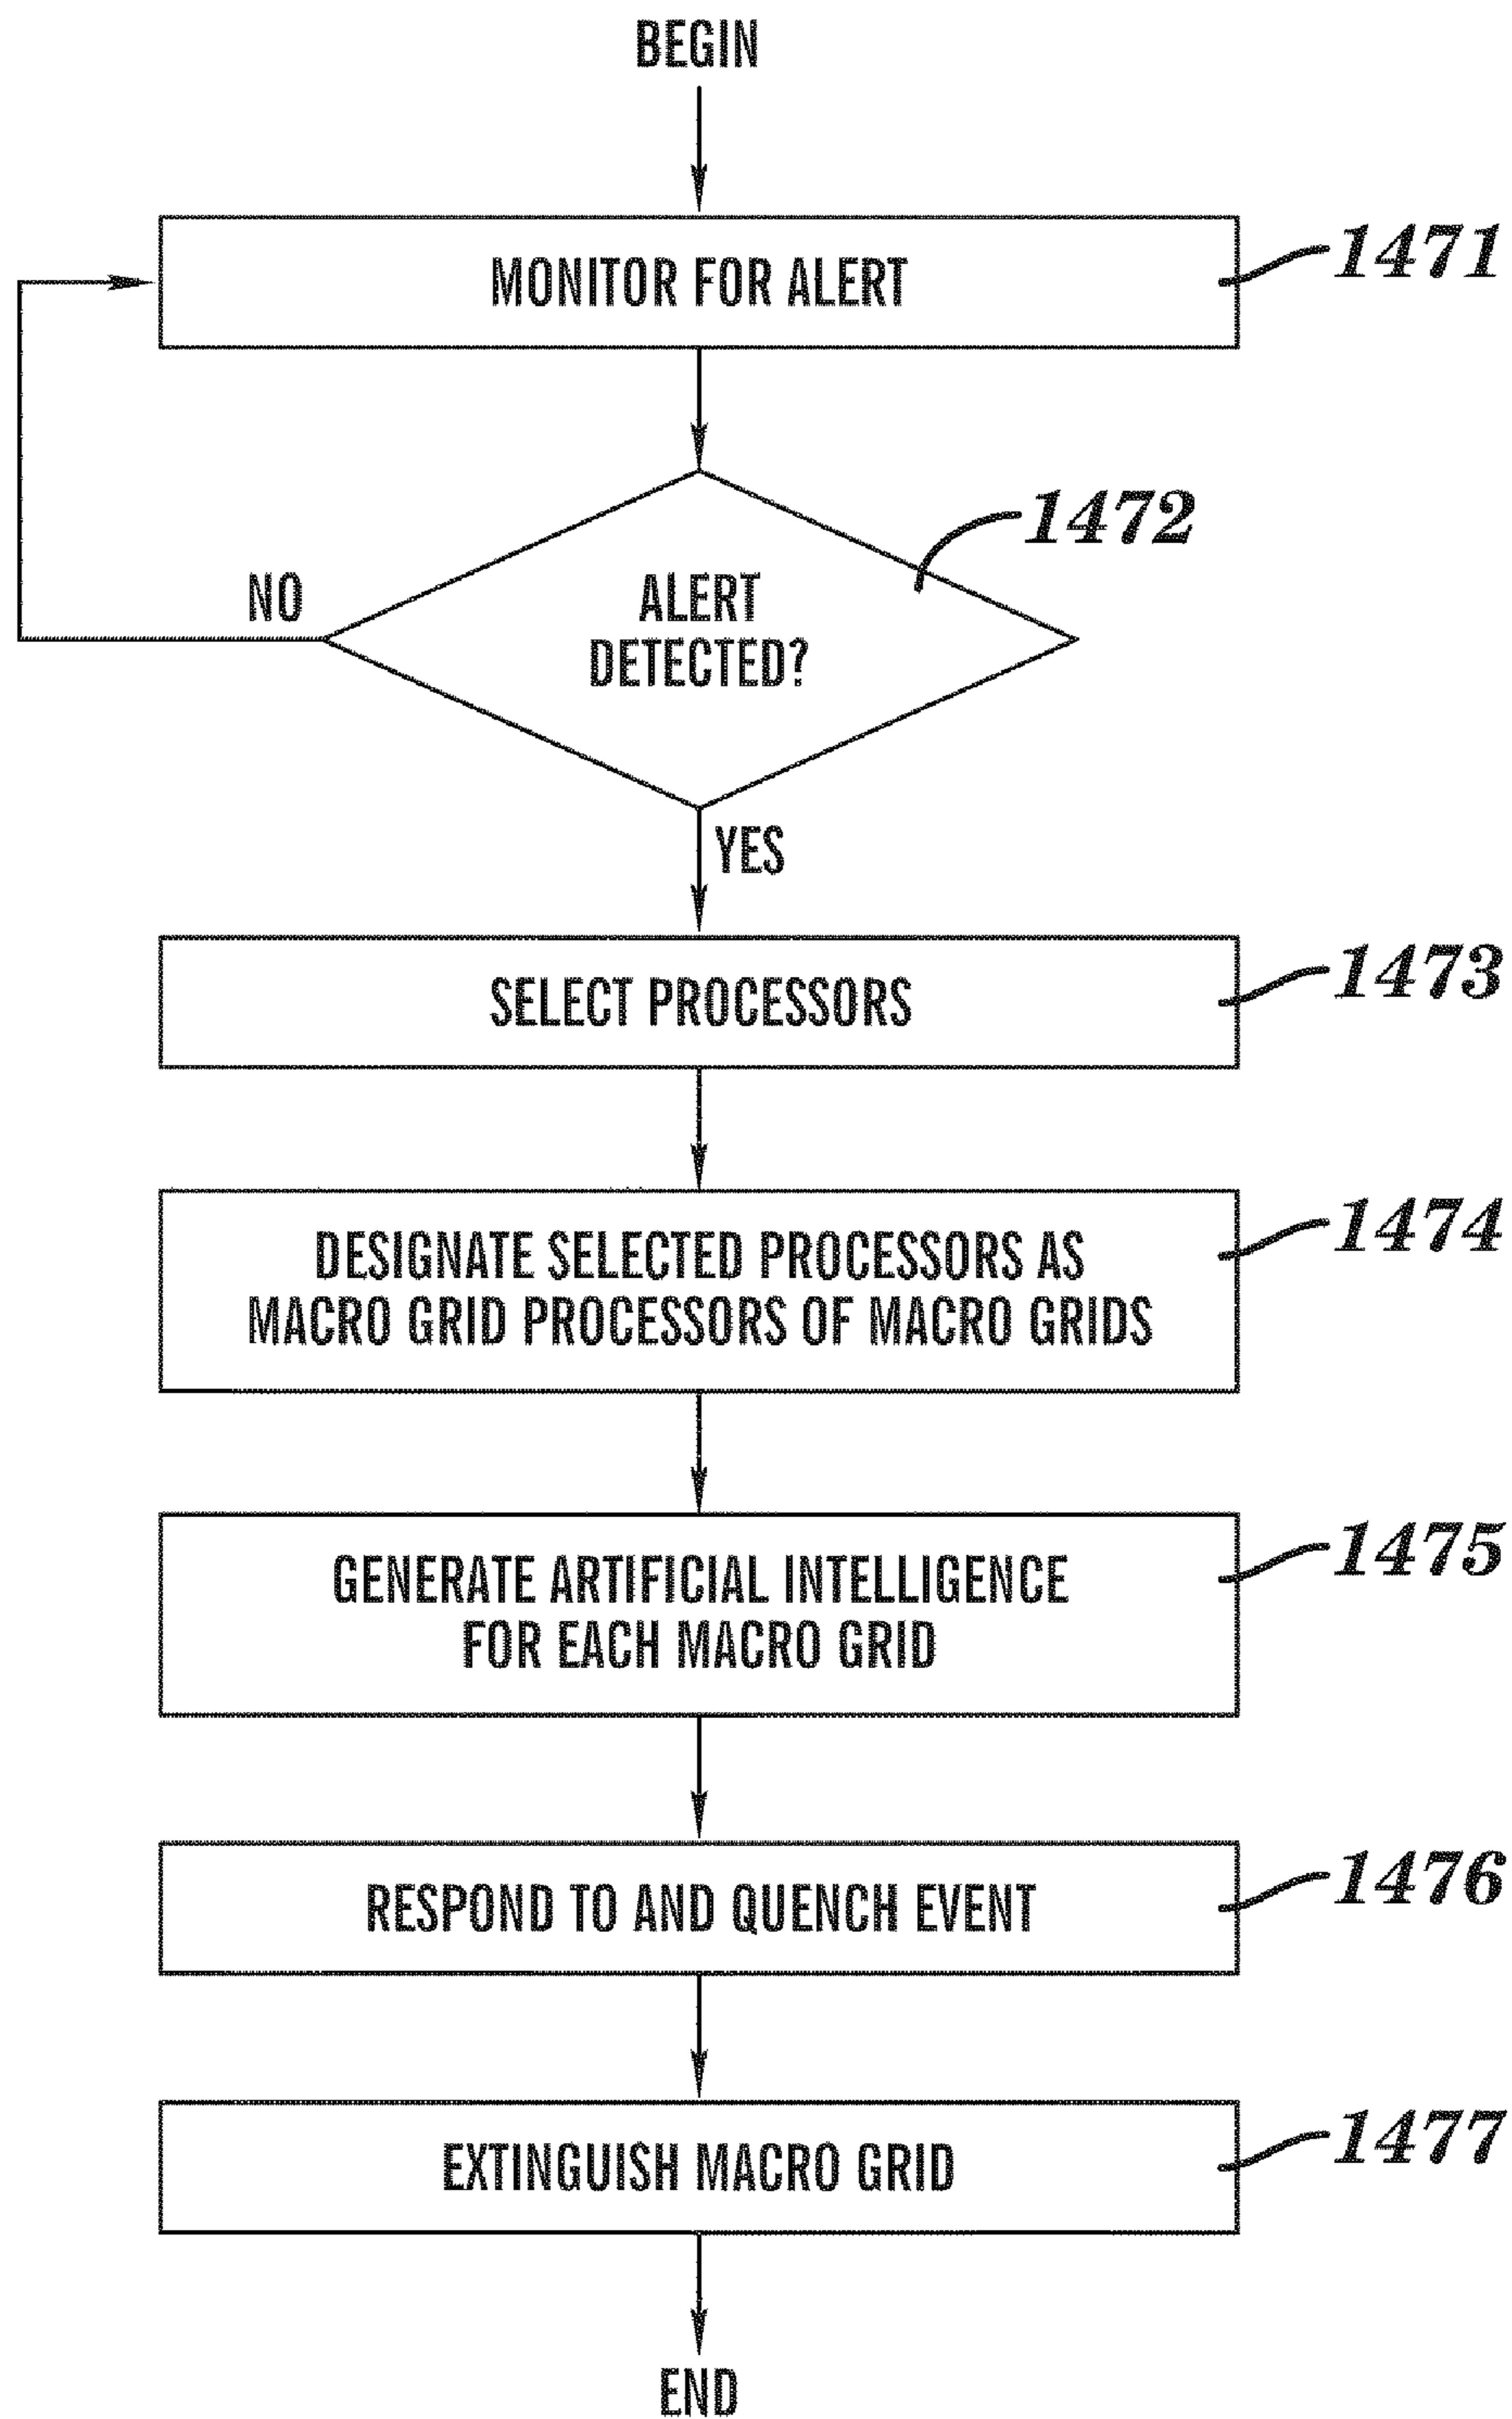 BEGIN
MONITOR FOR ALERT
1471
1472
ALERT
DETECTED?
NO
YES
SELECT PROCESSORS
1473
DESIGNATE SELECTED PROCESSORS AS
MACRO GRID PROCESSORS OF MACRO GRIDS
1474
GENERATE ARTIFICIAL INTELLIGENCE
FOR EACH MACRO GRID
1475
RESPOND TO AND QUENCH EVENT
1476
EXTINGUISH MACRO GRID
1477
END